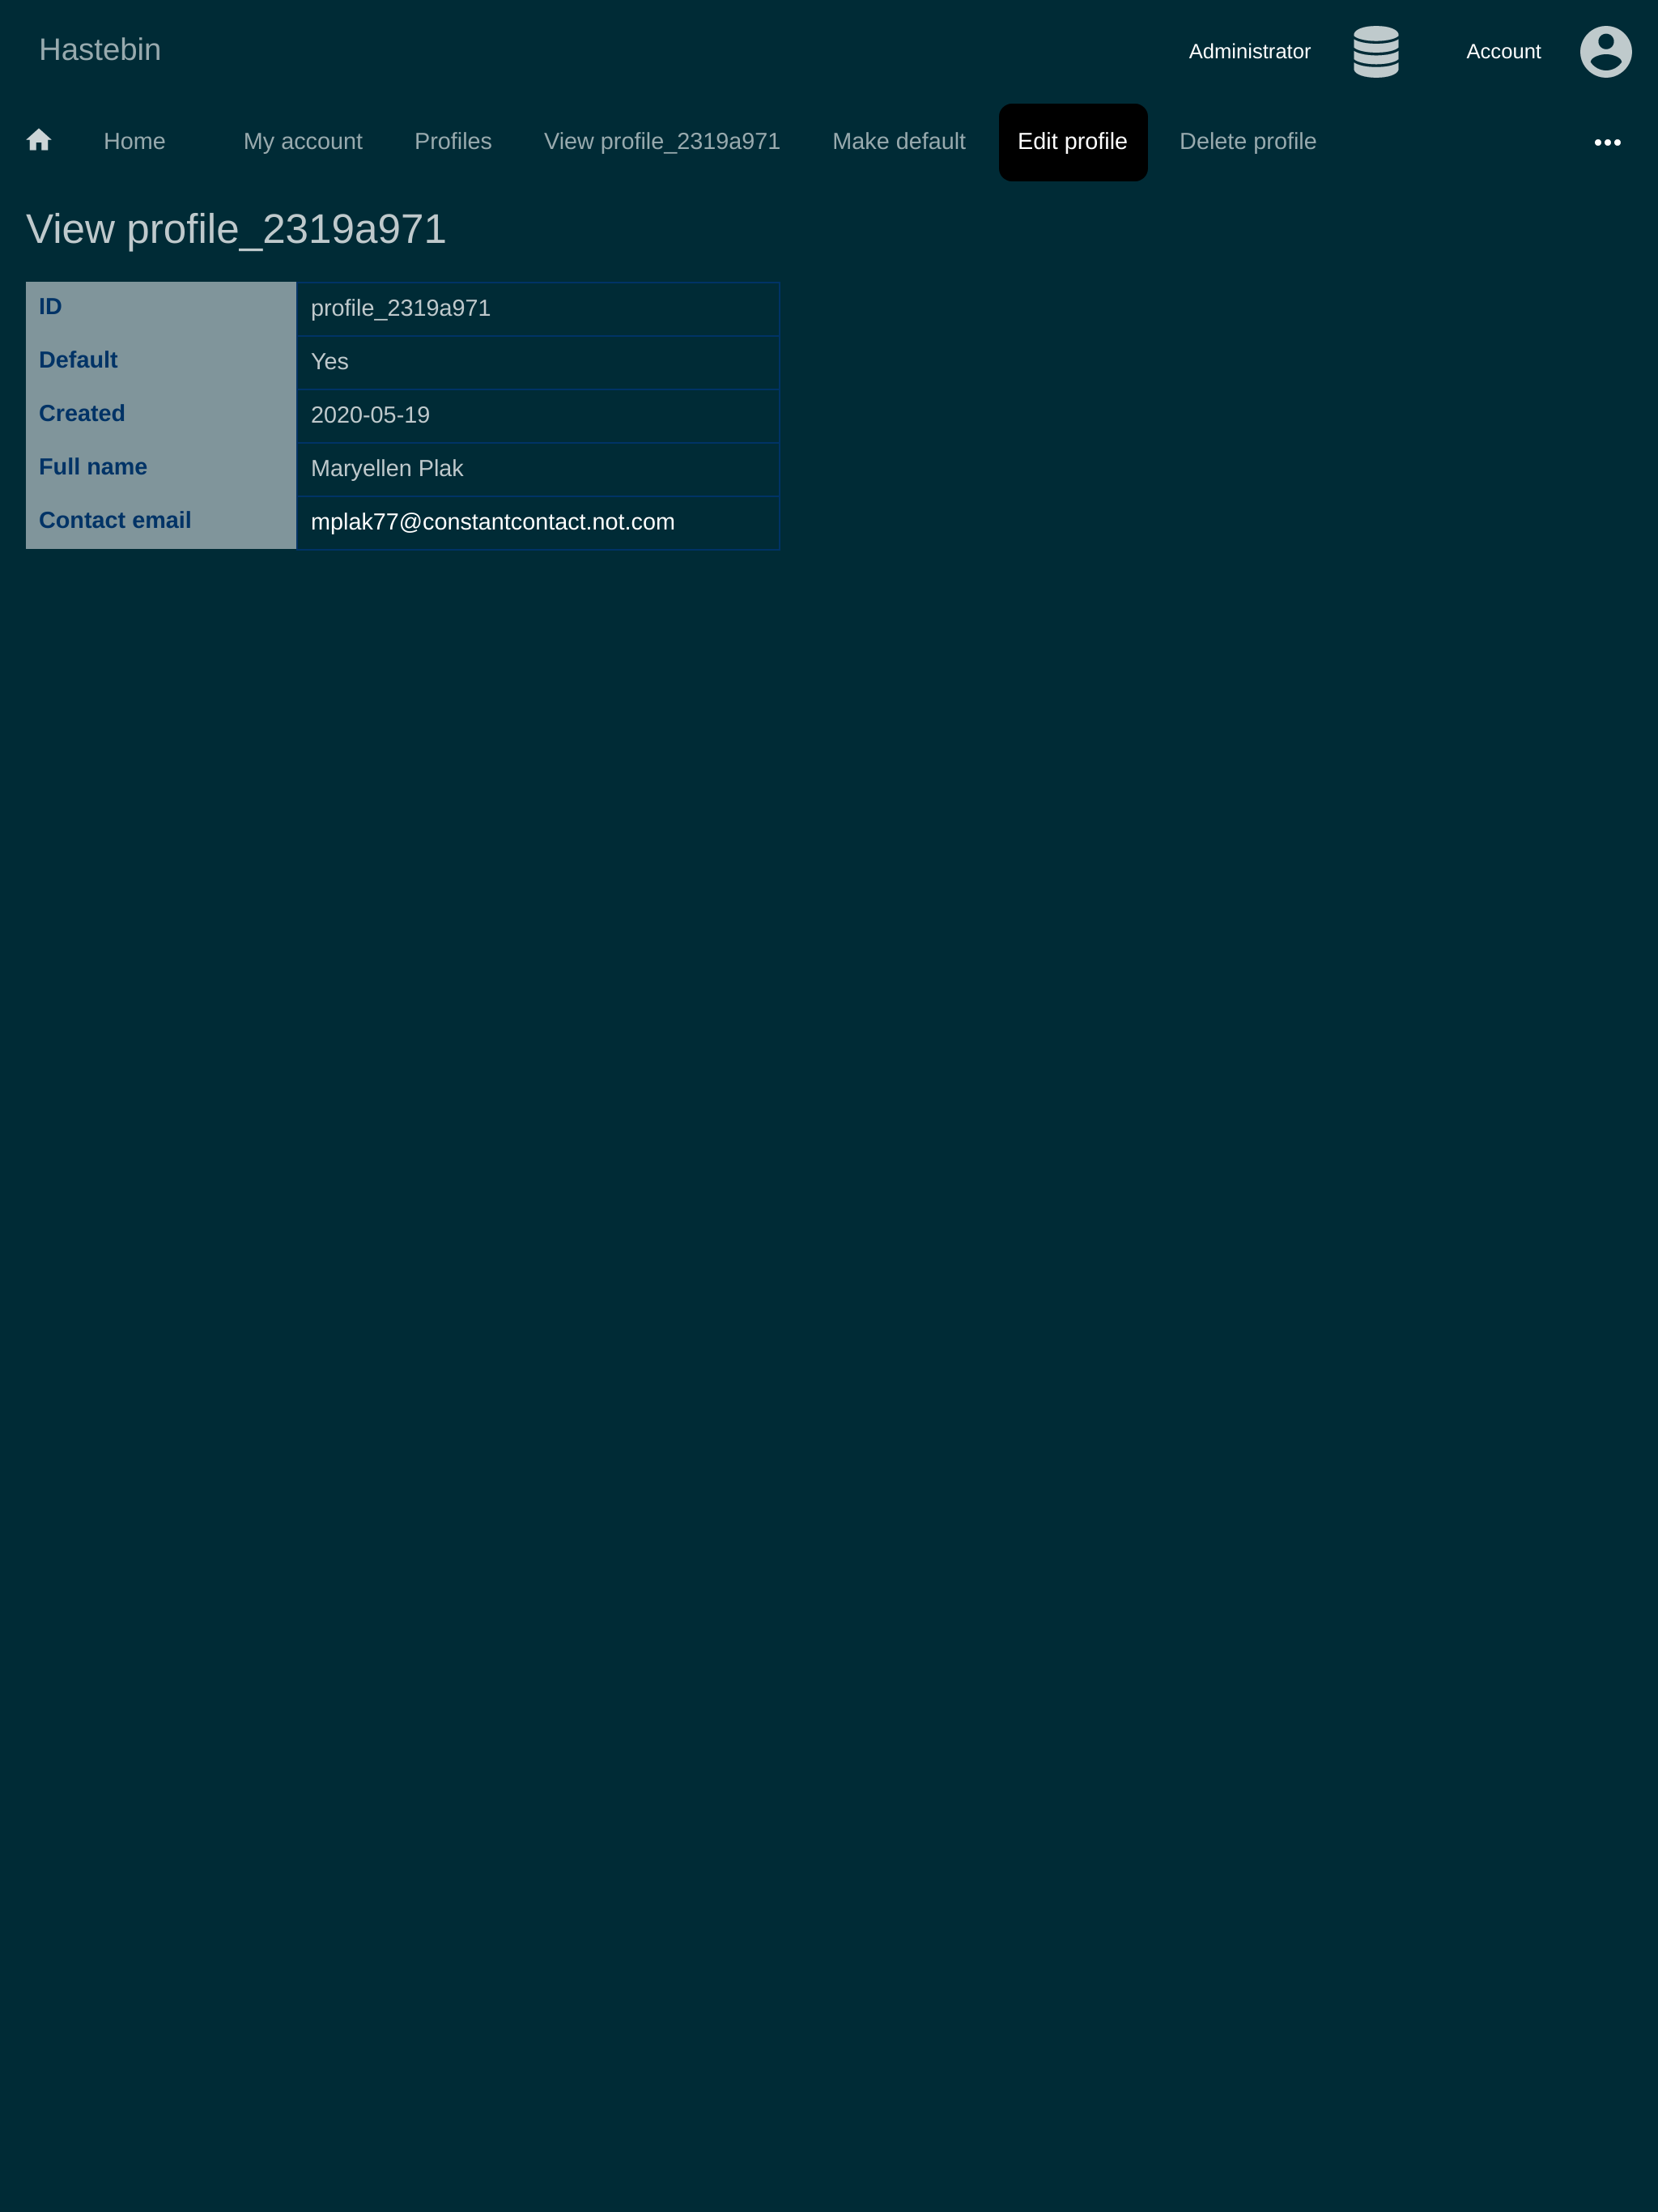 Hastebin
Administrator
Account
Home
My account
Profiles
View profile_2319a971
Make default
Edit profile
Delete profile
View profile_2319a971
ID profile_2319a971
Default Yes
Created 2020-05-19
Full name Maryellen Plak
Contact email mplak77@constantcontact.not.com